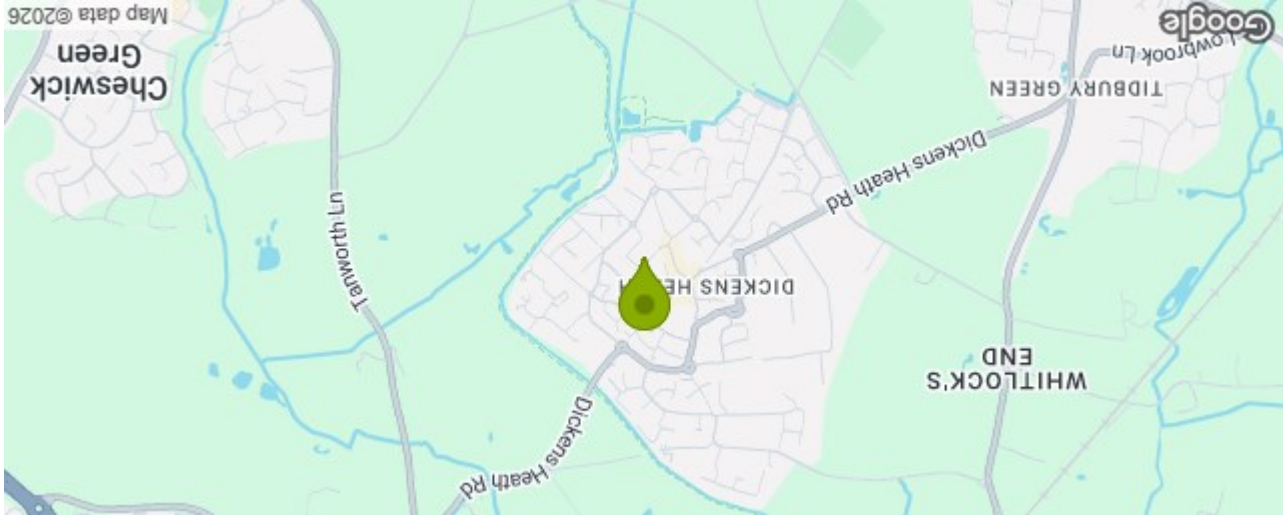 Google
Lowbrook Ln
TIDBURY GREEN
Dickens Heath Rd
DICKENS HE H
WHITLOCK'S
END
Dickens Heath Rd
Tanworth Ln
Cheswick
Green
Map data ©2026